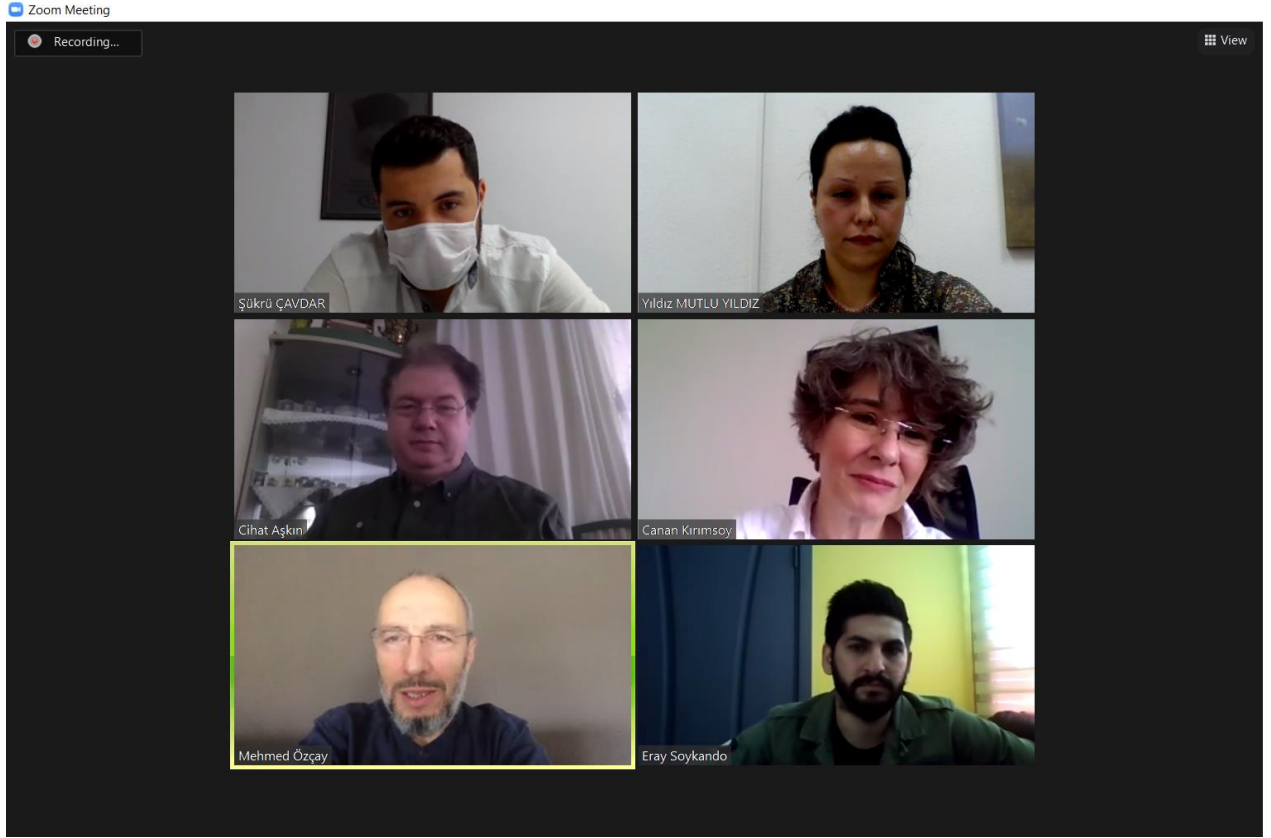 Zoom Meeting
Recording...
View
Şükrü ÇAVDAR
Yıldız MUTLU YILDIZ
Cihat Aşkın
Canan Kırımsoy
Mehmed Özçay
Eray Soykando